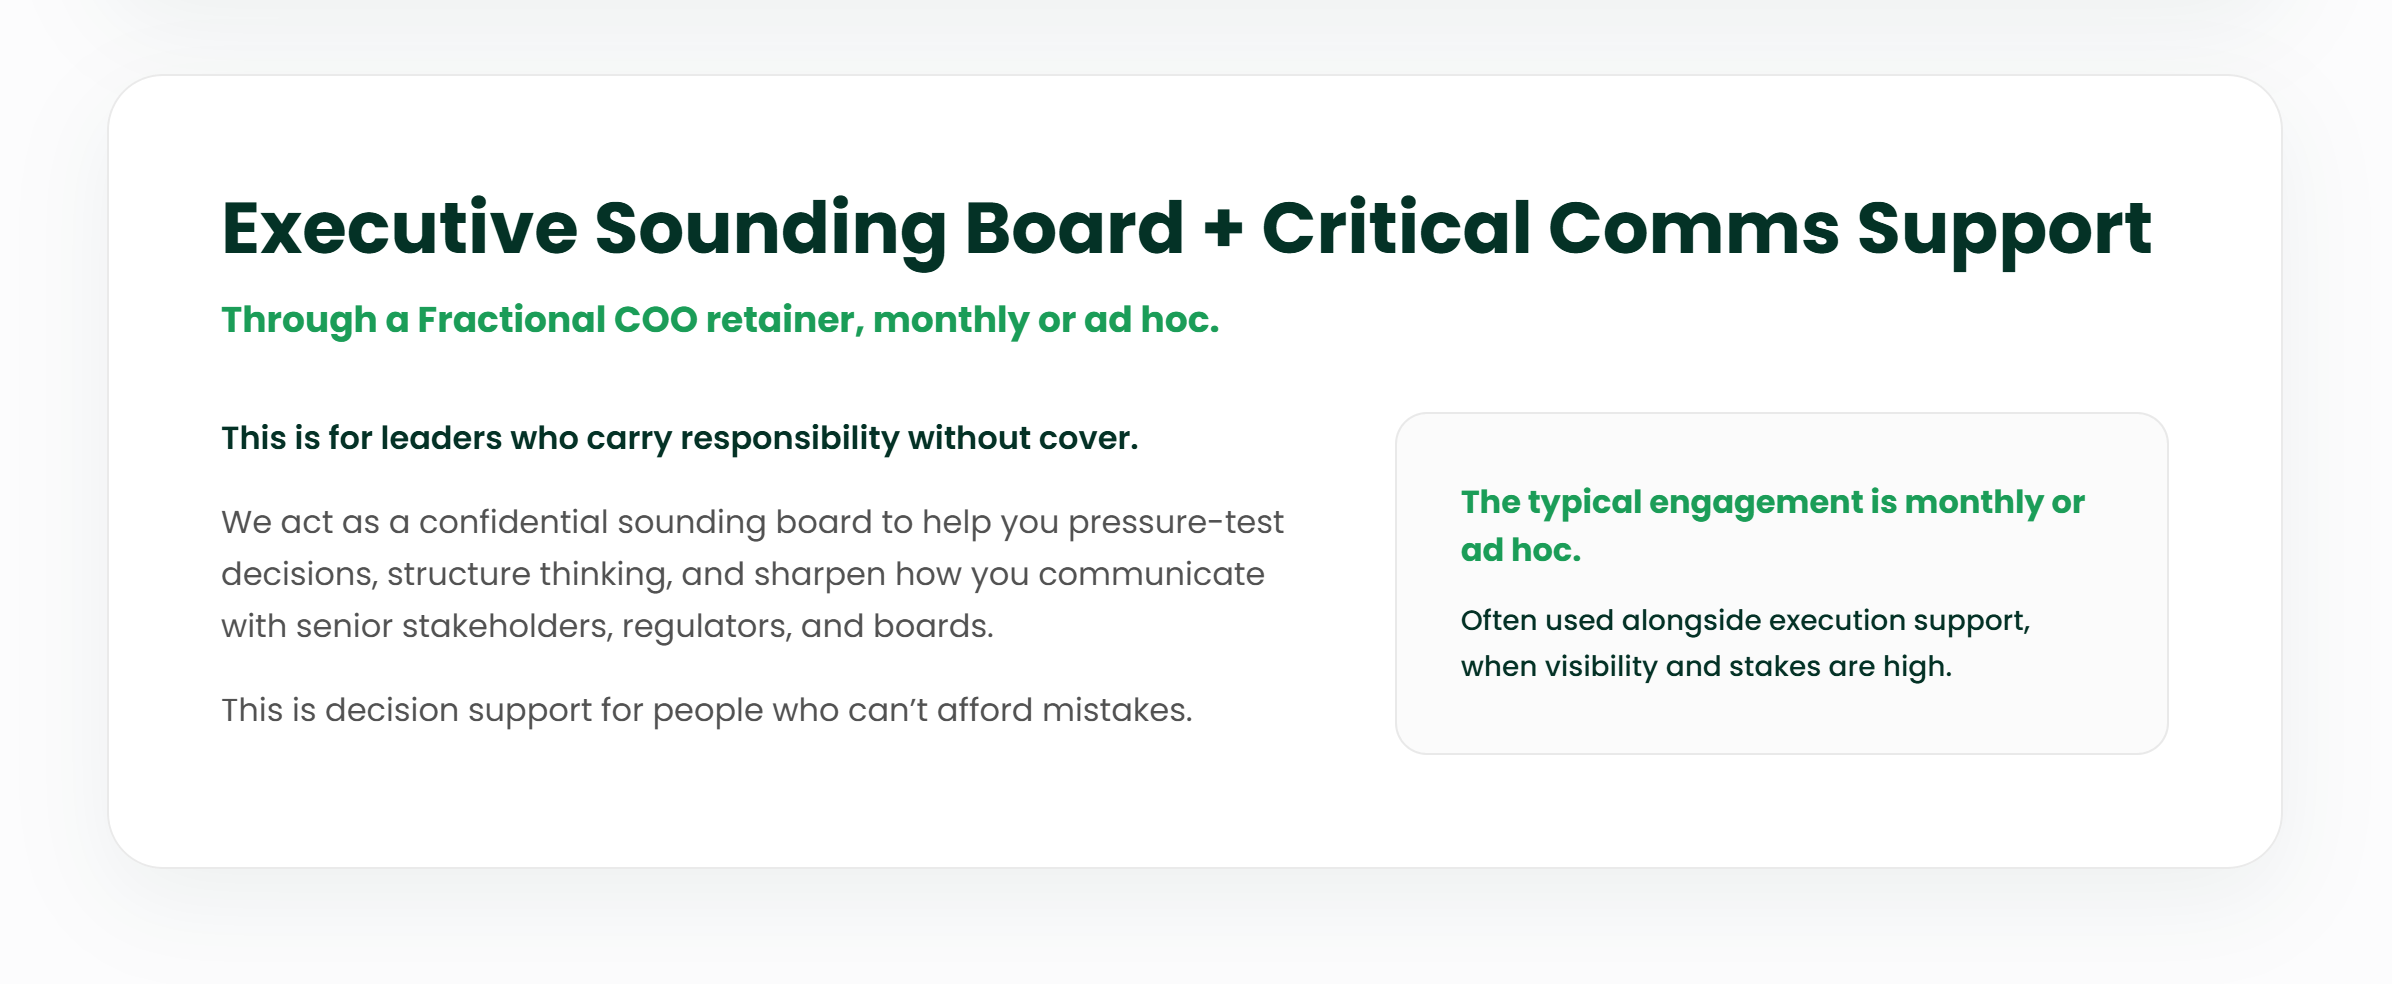 Executive Sounding Board + Critical Comms Support
Through a Fractional COO retainer, monthly or ad hoc.
This is for leaders who carry responsibility without cover.
We act as a confidential sounding board to help you pressure-test
decisions, structure thinking, and sharpen how you communicate
with senior stakeholders, regulators, and boards.
This is decision support for people who can’t afford mistakes.
The typical engagement is monthly or
ad hoc.
Often used alongside execution support,
when visibility and stakes are high.